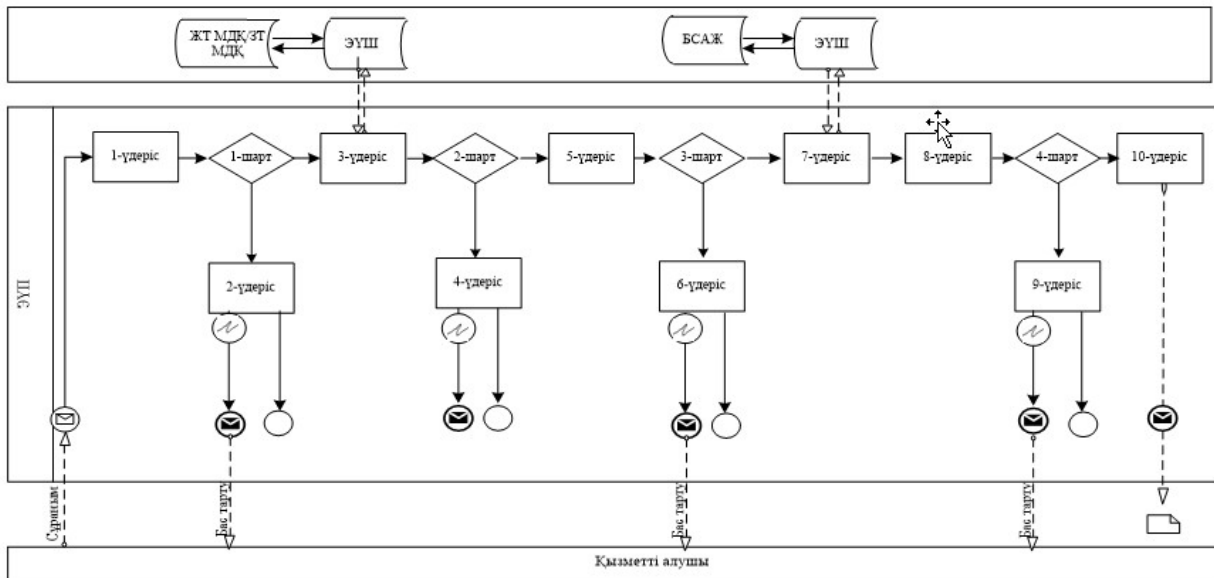 ЖТ МДҚ/ЗТ
МДҚ
ЭҮШ
БСАЖ
ЭҮШ
ЭҮП
1-үдеріс
1-шарт
3-үдеріс
2-шарт
5-үдеріс
3-шарт
7-үдеріс
8-үдеріс
4-шарт
10-үдеріс
2-үдеріс
4-үдеріс
6-үдеріс
9-үдеріс
Сұраным
Бас тарту
Бас тарту
Бас тарту
Қызметті алушы